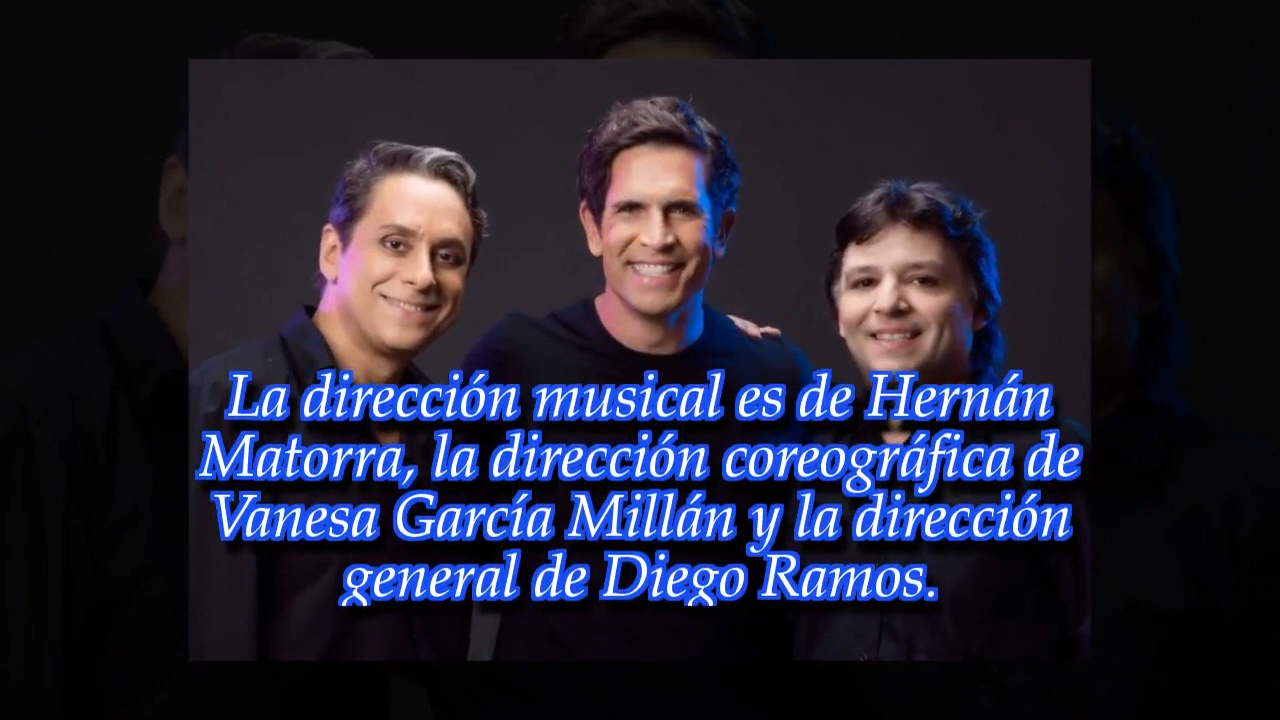 La dirección musical es de Hernán
Matorra, la dirección coreográfica de
Vanesa García Millán y la dirección
general de Diego Ramos.